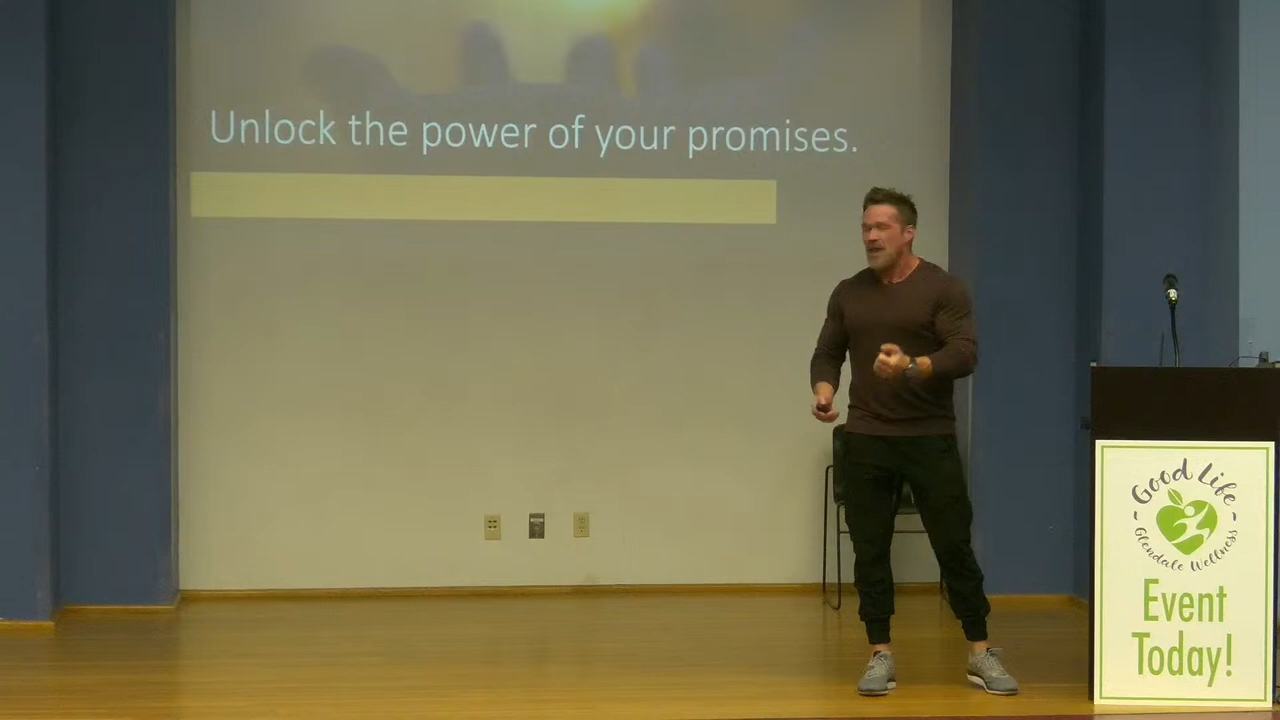 Unlock the power of your promises.
- Good Life -
Glendale Wellness
Event
Today!